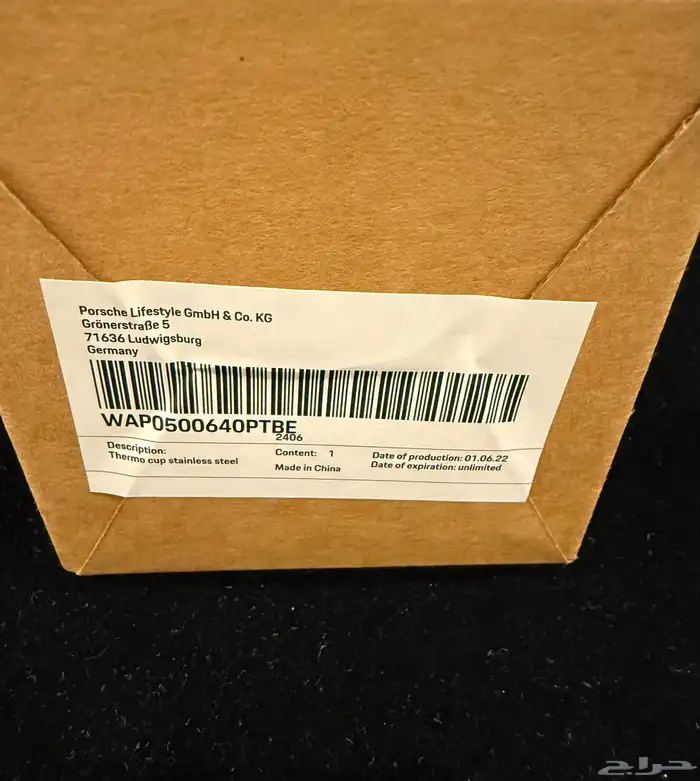 Porsche Lifestyle GmbH & Co. KG
Grönerstraße 5
71636 Ludwigsburg
Germany
WAP0500640PTBE
2406
Description:
Thermo cup stainless steel
Content: 1
Made in China
Date of production: 01.06.22
Date of expiration: unlimited
حراج
حراج